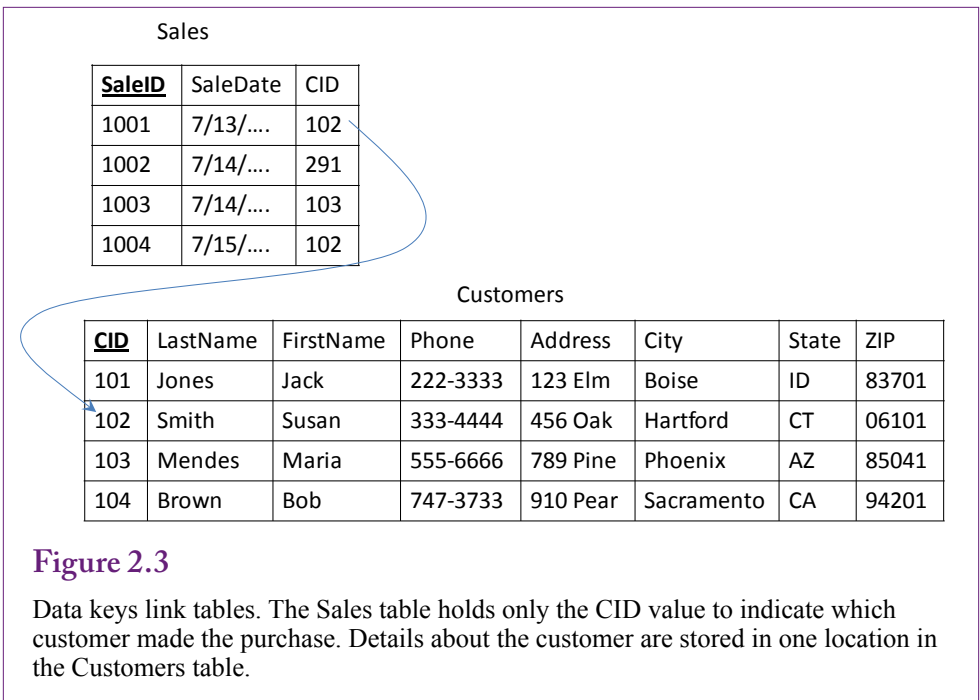 Sales
SaleID SaleDate CID
1001 7/13/.... 102
1002 7/14/.... 291
1003 7/14/.... 103
1004 7/15/.... 102
Customers
CID LastName FirstName Phone Address City State ZIP
101 Jones Jack 222-3333 123 Elm Boise ID 83701
102 Smith Susan 333-4444 456 Oak Hartford CT 06101
103 Mendes Maria 555-6666 789 Pine Phoenix AZ 85041
104 Brown Bob 747-3733 910 Pear Sacramento CA 94201
Figure 2.3
Data keys link tables. The Sales table holds only the CID value to indicate which
customer made the purchase. Details about the customer are stored in one location in
the Customers table.